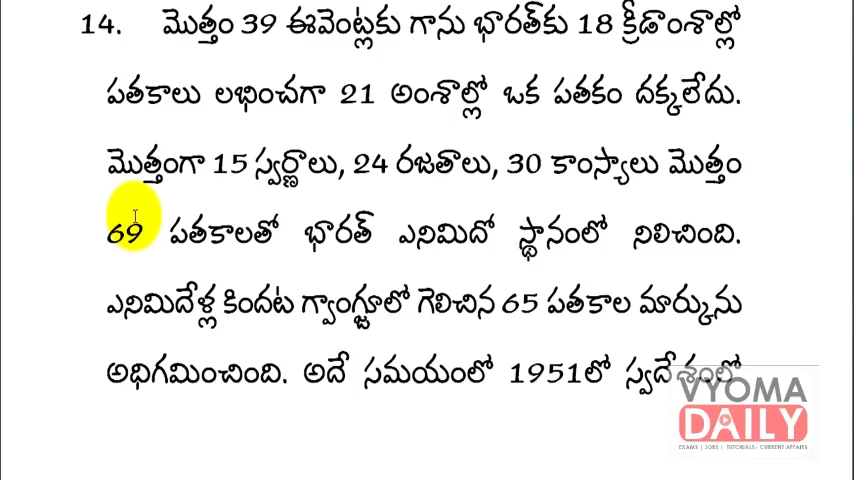 14. మొత్తం 39 ఈవెంట్లకు గాను భారత్‌కు 18 క్రీడాంశాల్లో
పతకాలు లభించగా 21 అంశాల్లో ఒక పతకం దక్కలేదు.
మొత్తంగా 15 స్వర్ణాలు, 24 రజతాలు, 30 కాంస్యాలు మొత్తం
69 పతకాలతో భారత్ ఎనిమిదో స్థానంలో నిలిచింది.
ఎనిమిదేళ్ల కిందట గ్వాంగ్జూలో గెలిచిన 65 పతకాల మార్కును
అధిగమించింది. అదే సమయంలో 1951లో స్వదేశంలో
VYOMA
DAILY
EXAMS | JOBS | TUTORIALS| CURRENT AFFAIRS